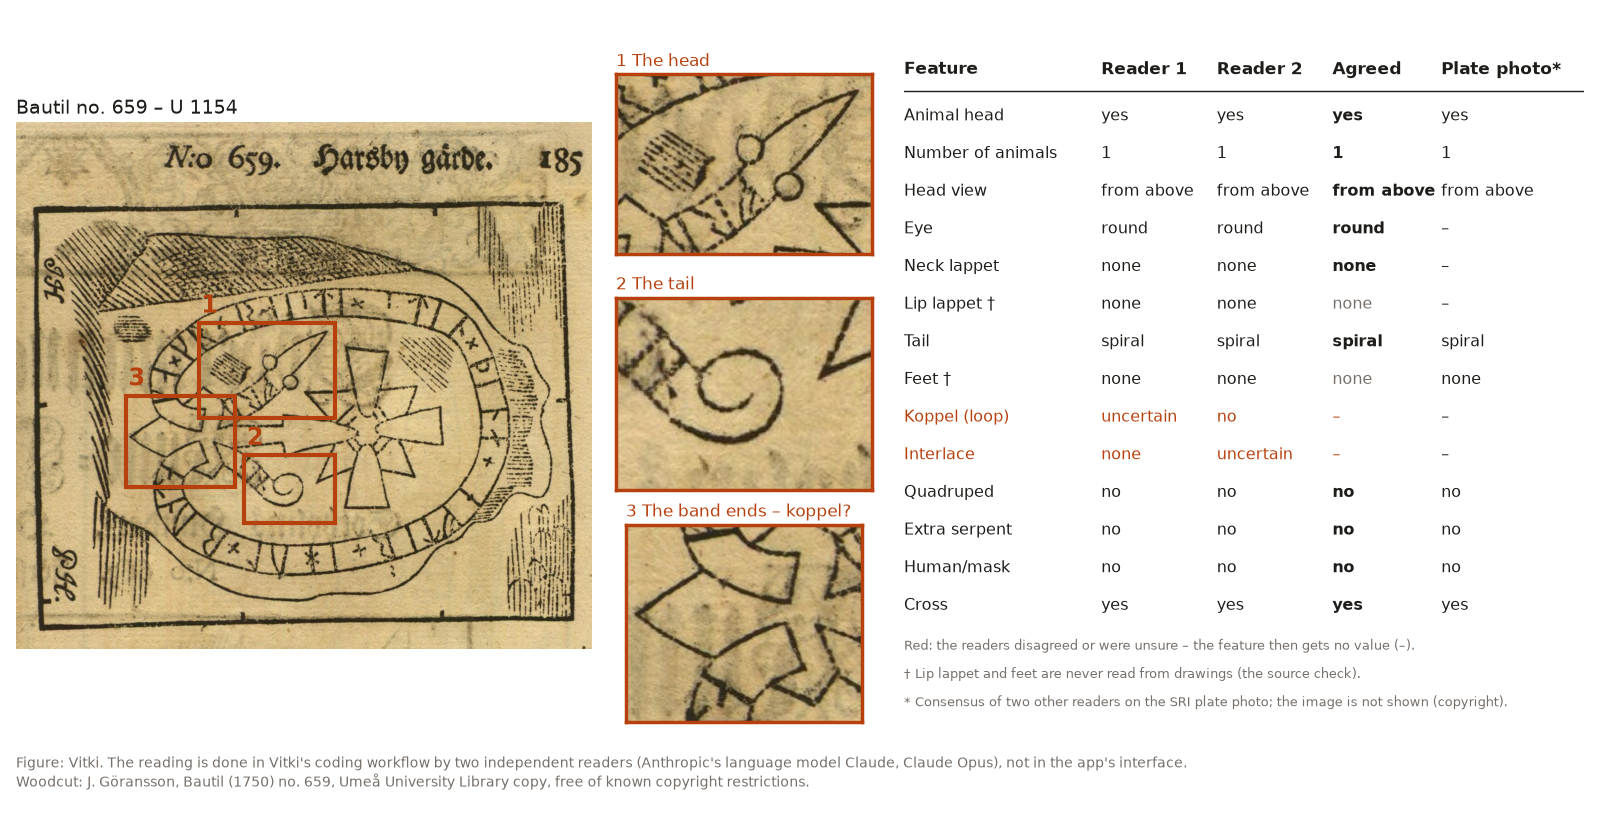 Bautil no. 659 – U 1154
N:o 659. Harsby gärde. 185
1
3
2
1 The head
2 The tail
3 The band ends – koppel?
Feature Reader 1 Reader 2 Agreed Plate photo*
Animal head yes yes yes yes
Number of animals 1 1 1 1
Head view from above from above from above from above
Eye round round round –
Neck lappet none none none –
Lip lappet † none none none –
Tail spiral spiral spiral spiral
Feet † none none none none
Koppel (loop) uncertain no – –
Interlace none uncertain – –
Quadruped no no no no
Extra serpent no no no no
Human/mask no no no no
Cross yes yes yes yes
Red: the readers disagreed or were unsure – the feature then gets no value (–).
† Lip lappet and feet are never read from drawings (the source check).
* Consensus of two other readers on the SRI plate photo; the image is not shown (copyright).
Figure: Vitki. The reading is done in Vitki's coding workflow by two independent readers (Anthropic's language model Claude, Claude Opus), not in the app's interface.
Woodcut: J. Göransson, Bautil (1750) no. 659, Umeå University Library copy, free of known copyright restrictions.